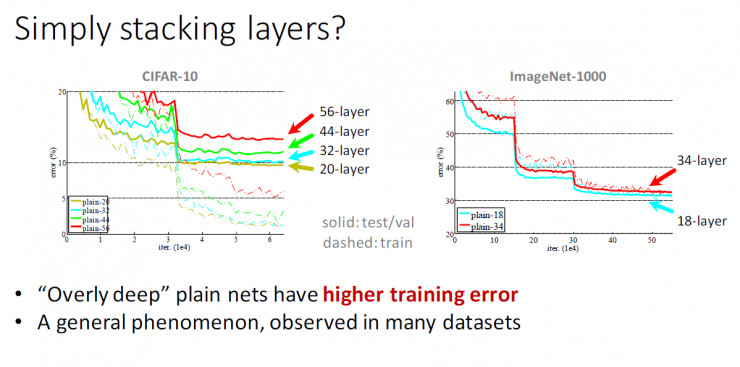 Simply stacking layers?
CIFAR-10
20
10
5
0
error (%)
plain-20
plain-32
plain-44
plain-56
0 1 2 3 4 5 6
iter. (1e4)
56-layer
44-layer
32-layer
20-layer
solid: test/val
dashed: train
ImageNet-1000
60
50
40
30
20
error (%)
plain-18
plain-34
0 10 20 30 40 50
iter. (1e4)
34-layer
18-layer
• “Overly deep” plain nets have higher training error
• A general phenomenon, observed in many datasets